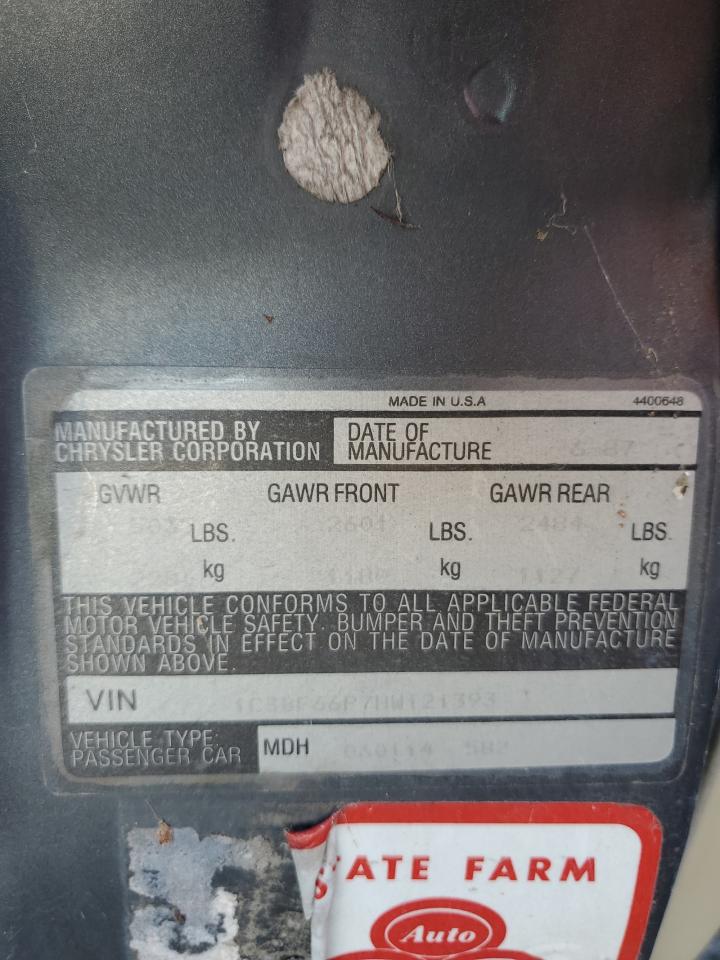 MADE IN U.S.A 4400648
MANUFACTURED BY
CHRYSLER CORPORATION
DATE OF
MANUFACTURE 6 87
GVWR GAWR FRONT GAWR REAR
LBS. 2601 LBS. 2484 LBS.
kg 1180 kg 1127 kg
THIS VEHICLE CONFORMS TO ALL APPLICABLE FEDERAL
MOTOR VEHICLE SAFETY. BUMPER AND THEFT PREVENTION
STANDARDS IN EFFECT ON THE DATE OF MANUFACTURE
SHOWN ABOVE.
VIN 1C3BF66P7HW121393
VEHICLE TYPE:
PASSENGER CAR
MDH 060114 5B2
STATE FARM
Auto